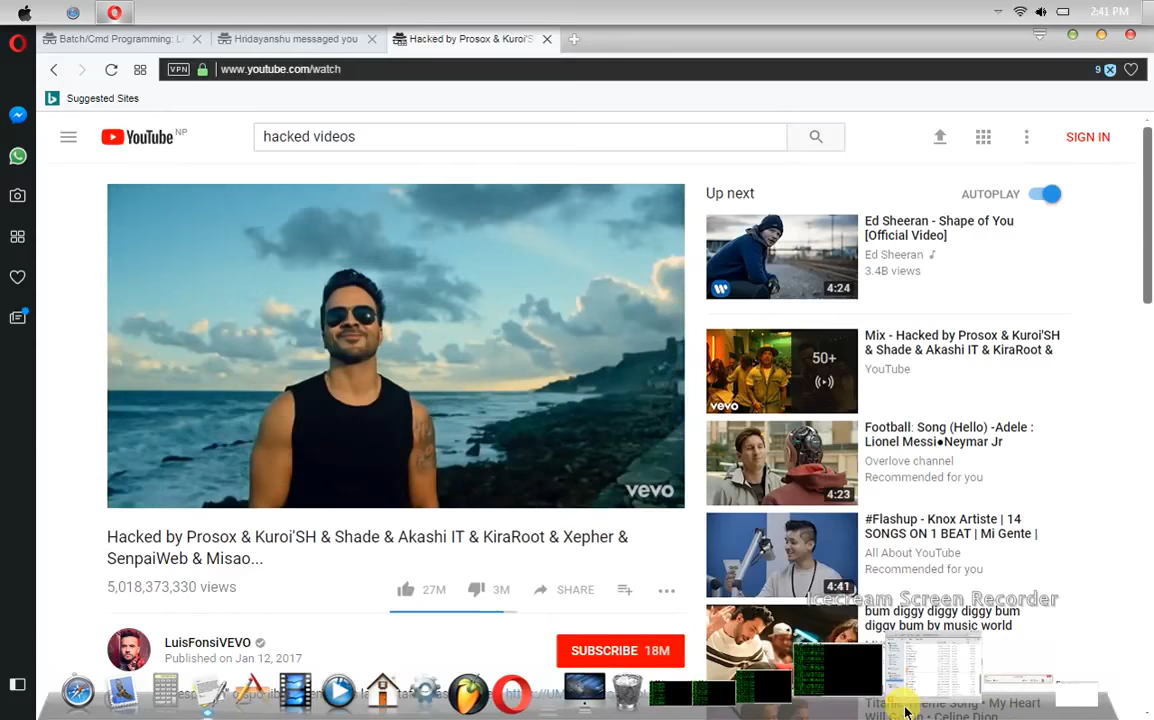 2:41 PM
Batch/Cmd Programming: L
Hridayanshu messaged you
Hacked by Prosox & Kuroi'S
VPN
www.youtube.com/watch
9
Suggested Sites
YouTube NP
hacked videos
SIGN IN
Up next
AUTOPLAY
Ed Sheeran - Shape of You
[Official Video]
Ed Sheeran
3.4B views
4:24
Mix - Hacked by Prosox & Kuroi'SH
& Shade & Akashi IT & KiraRoot &
YouTube
50+
vevo
Football: Song (Hello) -Adele :
Lionel Messi●Neymar Jr
Overlove channel
Recommended for you
4:23
#Flashup - Knox Artiste | 14
SONGS ON 1 BEAT | Mi Gente |
All About YouTube
Recommended for you
4:41
Icecream Screen Recorder
bum diggy diggy diggy bum
diggy bum by music world
vevo
Hacked by Prosox & Kuroi'SH & Shade & Akashi IT & KiraRoot & Xepher &
SenpaiWeb & Misao...
5,018,373,330 views
27M
3M
SHARE
LuisFonsiVEVO
Published on Jan 12, 2017
SUBSCRIBE 18M
Song • My Heart
Celine Dion